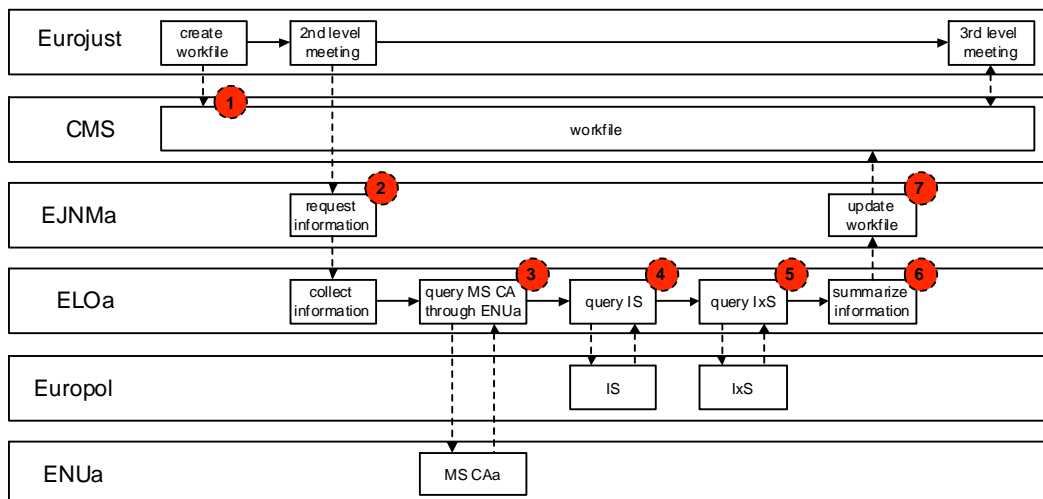 Eurojust
create
workfile
2nd level
meeting
3rd level
meeting
1
CMS
workfile
2
7
EJNMa
request
information
update
workfile
3
4
5
6
ELOa
collect
information
query MS CA
through ENUa
query IS
query IxS
summarize
information
Europol
IS
IxS
ENUa
MS CAa